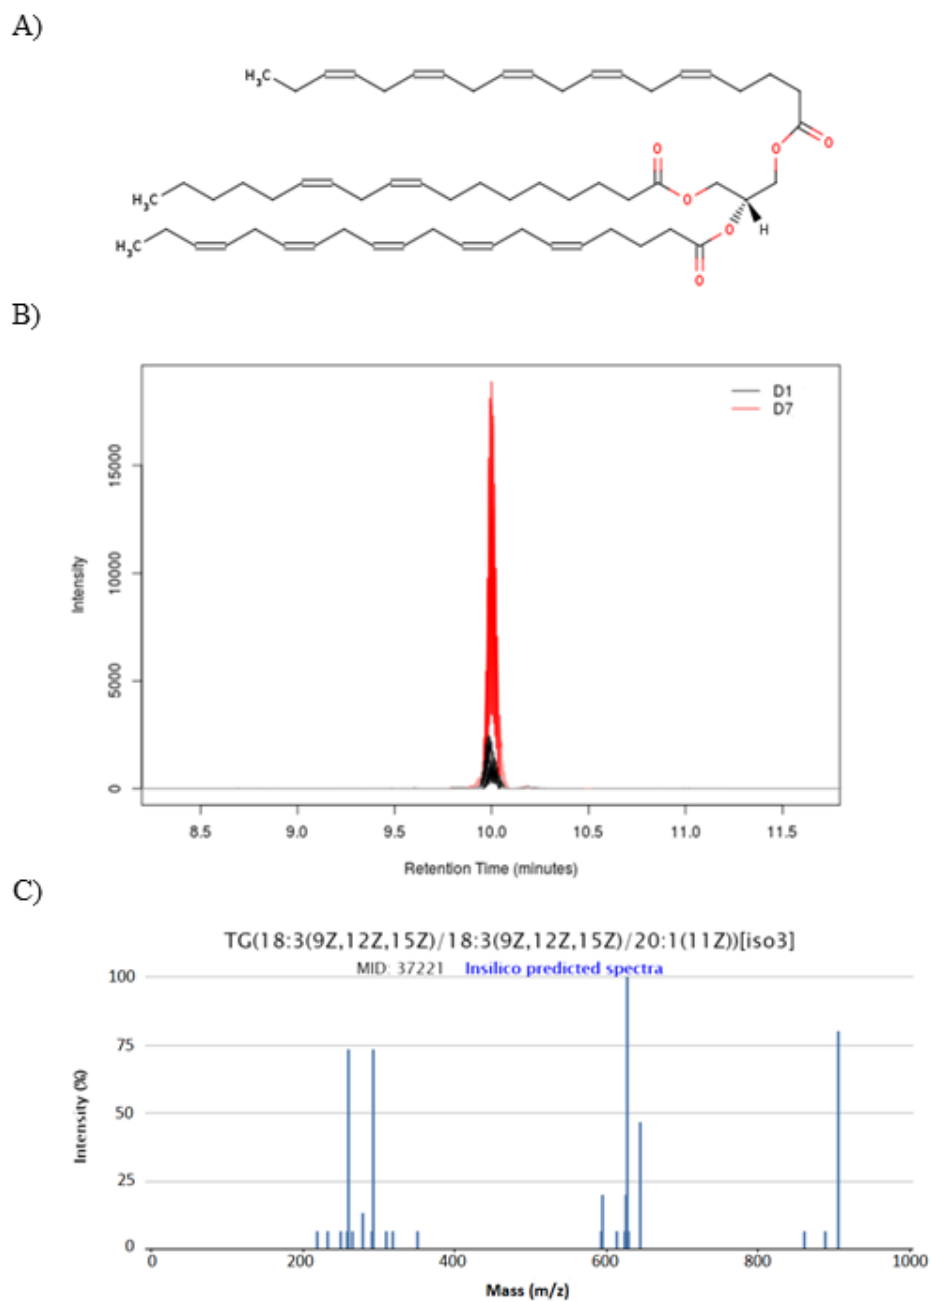 A)
H₃C
O
O
O
H₃C
O
O
H
H₃C
O
B)
D1
D7
15000
10000
5000
0
Intensity
8.5 9.0 9.5 10.0 10.5 11.0 11.5
Retention Time (minutes)
C)
TG(18:3(9Z,12Z,15Z)/18:3(9Z,12Z,15Z)/20:1(11Z))[iso3]
MID: 37221 Insilico predicted spectra
100
75
50
25
0
Intensity (%)
0 200 400 600 800 1000
Mass (m/z)